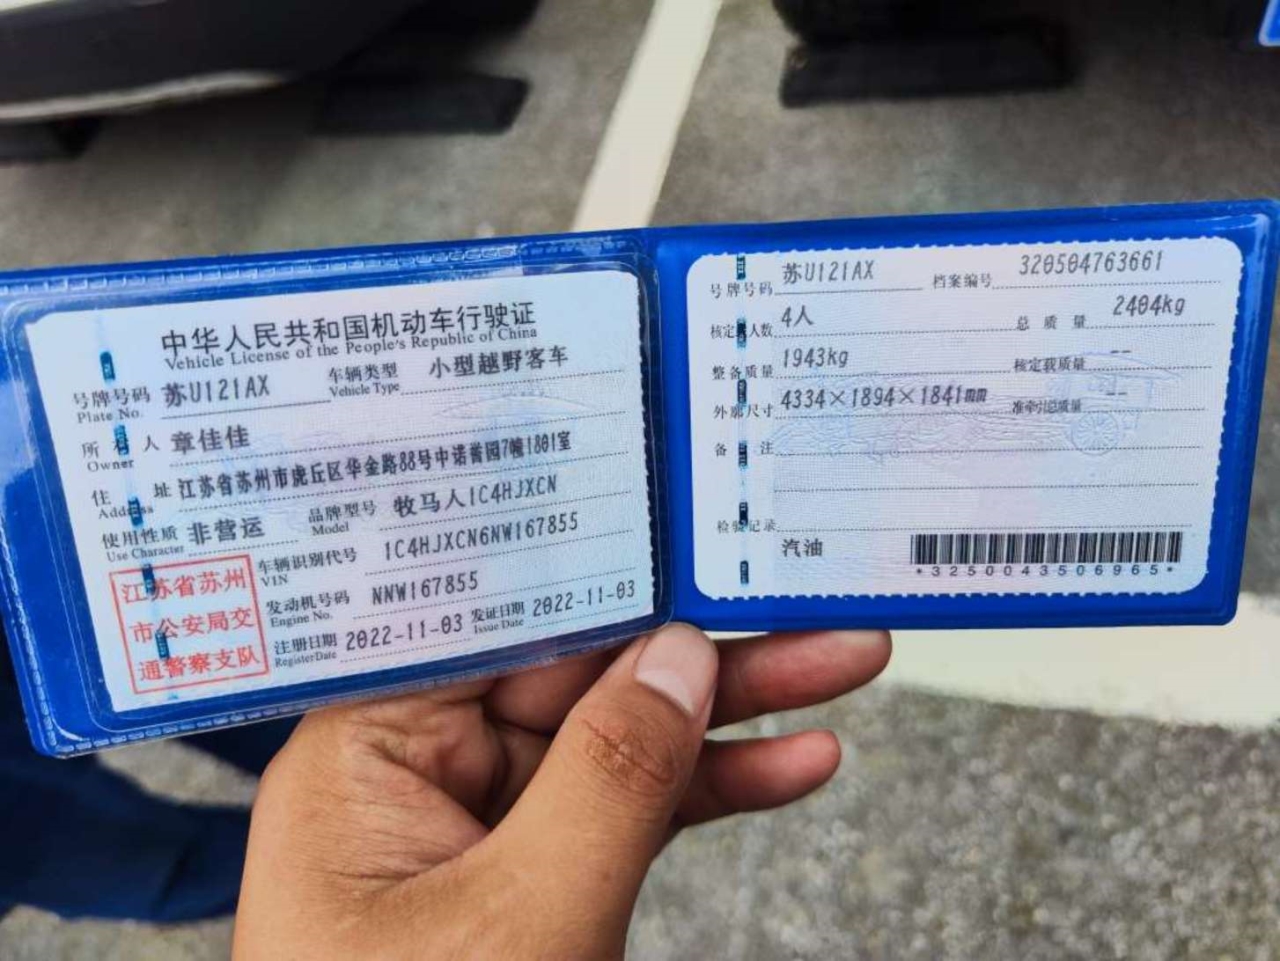 中华人民共和国机动车行驶证
Vehicle License of the People's Republic of China
号牌号码 苏U121AX 车辆类型 小型越野客车
Plate No. Vehicle Type
所有人 章佳佳
Owner
住址 江苏省苏州市虎丘区华金路88号中诺首园7幢1801室
Address
使用性质 非营运 品牌型号 牧马人1C4HJXCN
Use Character Model
车辆识别代号 1C4HJXCN6NW167855
VIN
发动机号码 NNW167855
Engine No.
注册日期 2022-11-03 发证日期 2022-11-03
Register Date Issue Date
江苏省苏州
市公安局交
通警察支队
号牌号码 苏U121AX 档案编号 320504763661
核定载人数 4人 总质量 2404kg
整备质量 1943kg 核定载质量 --
外廓尺寸 4334×1894×1841mm 准牵引总质量 --
备注
检验记录
汽油
*3250043506965*